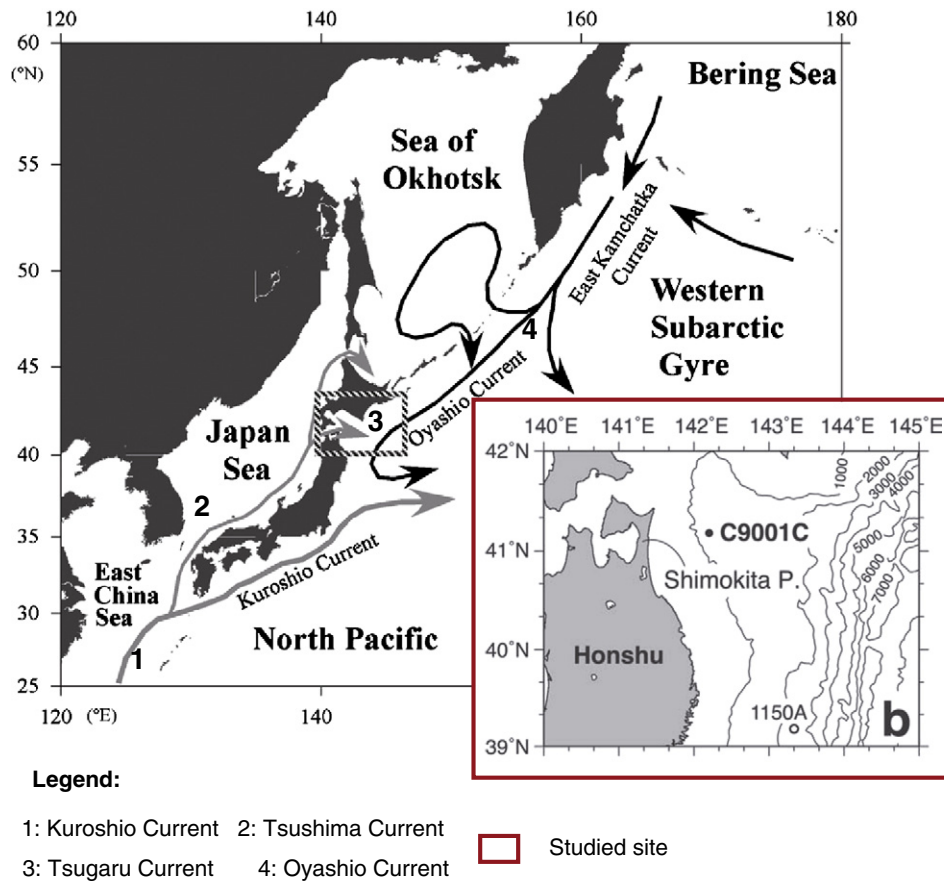 120 140 160 180
60
(°N)
55
50
45
40
35
30
25
120 (°E) 140
Bering Sea
Sea of
Okhotsk
East Kamchatka
Current
Western
Subarctic
Gyre
4
Oyashio Current
3
Japan
Sea
2
East
China
Sea
Kuroshio Current
North Pacific
1
140°E 141°E 142°E 143°E 144°E 145°E
42°N
41°N
40°N
39°N
1000
2000
3000
4000
5000
6000
7000
C9001C
Shimokita P.
Honshu
1150A
b
Legend:
1: Kuroshio Current 2: Tsushima Current
3: Tsugaru Current 4: Oyashio Current
Studied site